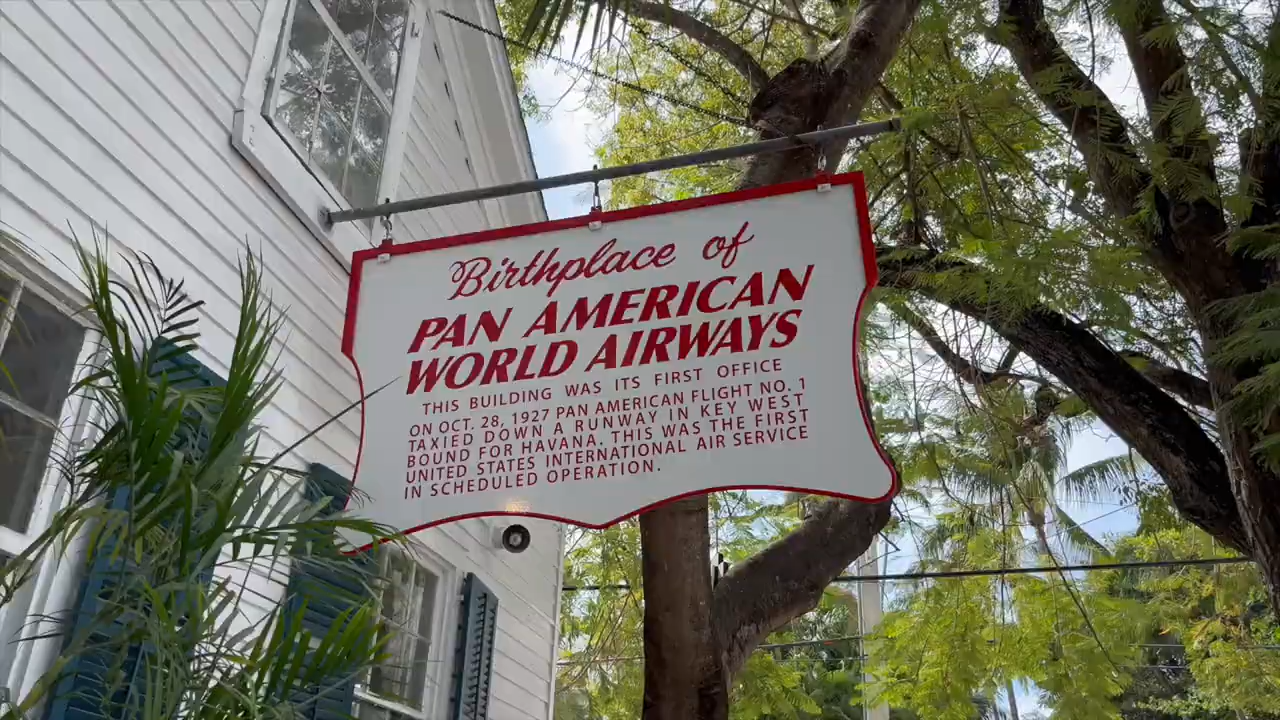 Birthplace of
PAN AMERICAN
WORLD AIRWAYS
THIS BUILDING WAS ITS FIRST OFFICE
ON OCT. 28, 1927 PAN AMERICAN FLIGHT NO. 1
TAXIED DOWN A RUNWAY IN KEY WEST
BOUND FOR HAVANA. THIS WAS THE FIRST
UNITED STATES INTERNATIONAL AIR SERVICE
IN SCHEDULED OPERATION.